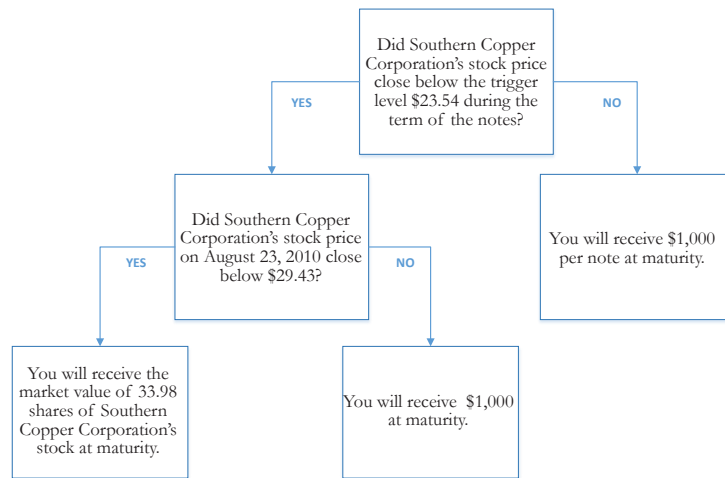 Did Southern Copper
Corporation's stock price
close below the trigger
level $23.54 during the
term of the notes?
YES
NO
Did Southern Copper
Corporation's stock price
on August 23, 2010 close
below $29.43?
You will receive $1,000
per note at maturity.
YES
NO
You will receive the
market value of 33.98
shares of Southern
Copper Corporation's
stock at maturity.
You will receive $1,000
at maturity.